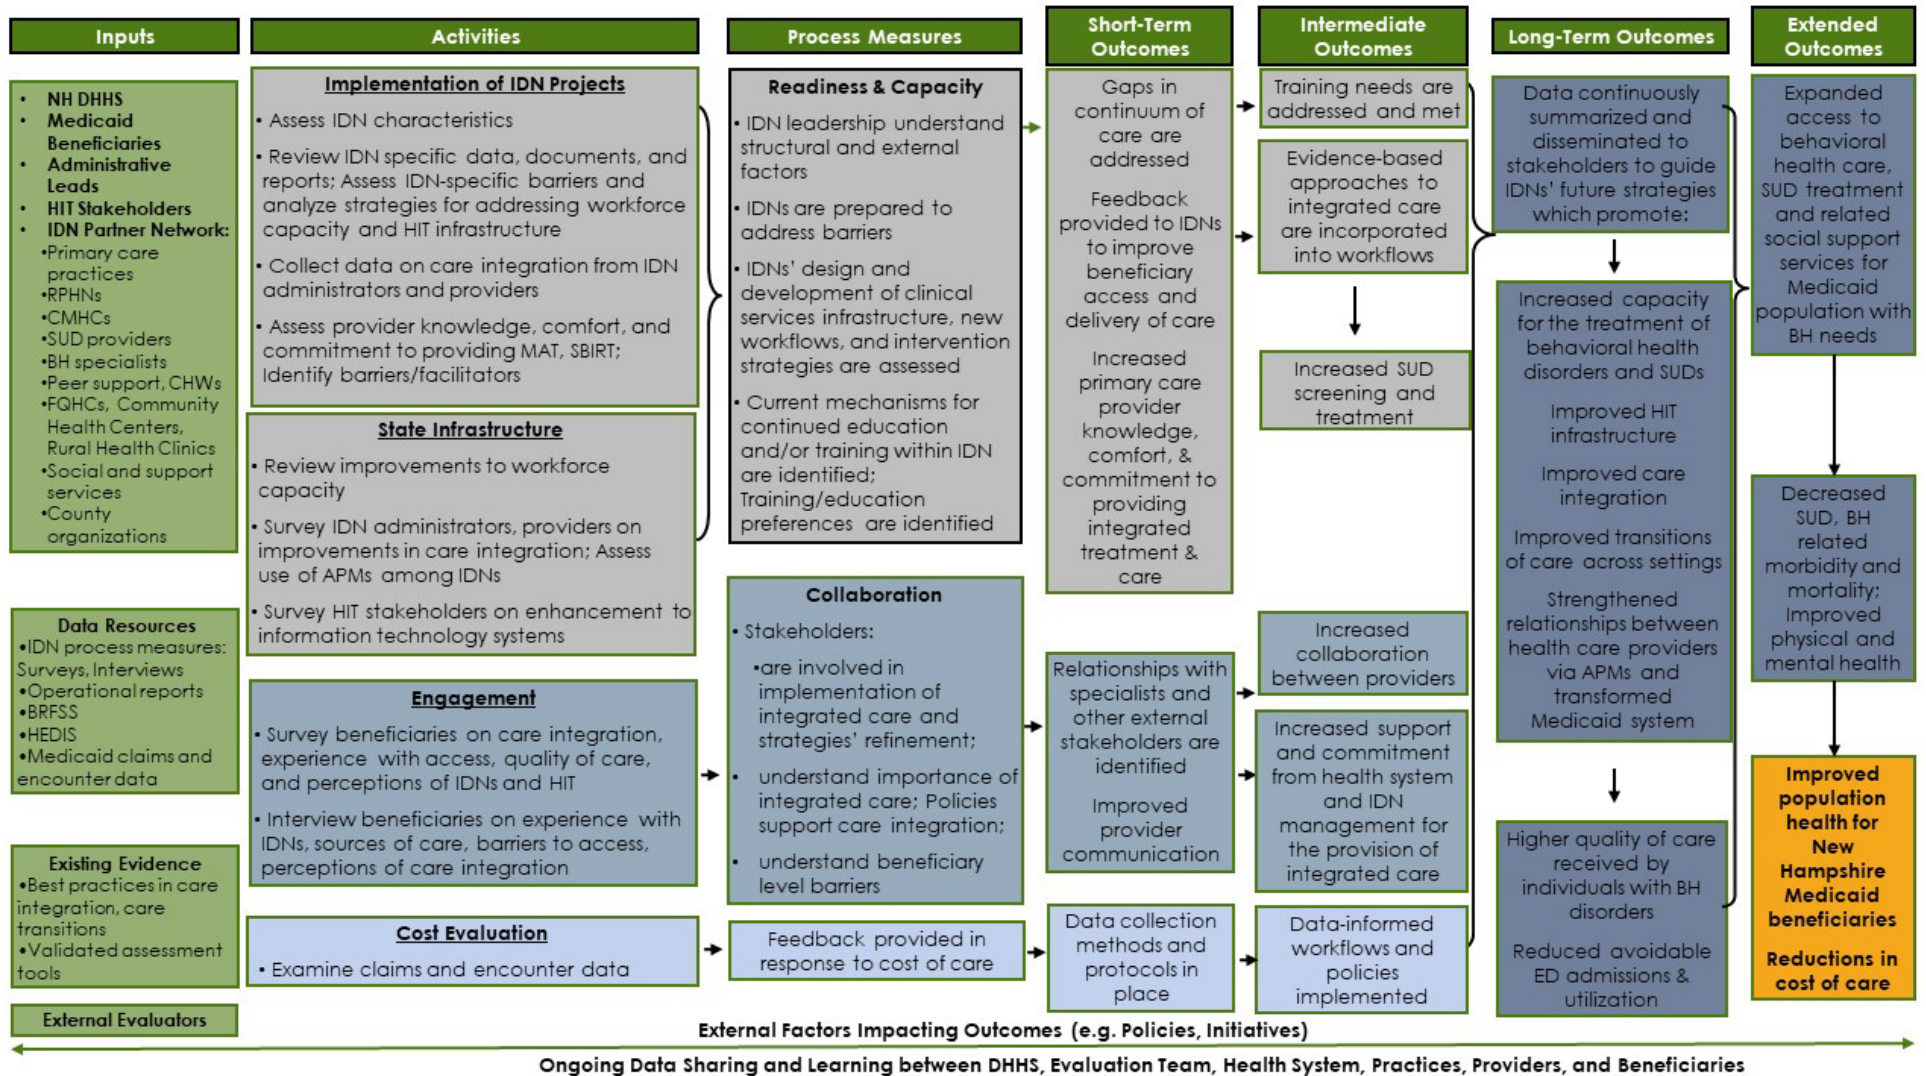 Inputs
Activities
Process Measures
Short-Term
Outcomes
Intermediate
Outcomes
Long-Term Outcomes
Extended
Outcomes
• NH DHHS
• Medicaid
Beneficiaries
• Administrative
Leads
• HIT Stakeholders
• IDN Partner Network:
•Primary care
practices
•RPHNs
•CMHCs
•SUD providers
•BH specialists
•Peer support, CHWs
•FQHCs, Community
Health Centers,
Rural Health Clinics
•Social and support
services
•County
organizations
Data Resources
•IDN process measures:
Surveys, Interviews
•Operational reports
•BRFSS
•HEDIS
•Medicaid claims and
encounter data
Existing Evidence
•Best practices in care
integration, care
transitions
•Validated assessment
tools
External Evaluators
Implementation of IDN Projects
• Assess IDN characteristics
• Review IDN specific data, documents, and
reports; Assess IDN-specific barriers and
analyze strategies for addressing workforce
capacity and HIT infrastructure
• Collect data on care integration from IDN
administrators and providers
• Assess provider knowledge, comfort, and
commitment to providing MAT, SBIRT;
Identify barriers/facilitators
State Infrastructure
• Review improvements to workforce
capacity
• Survey IDN administrators, providers on
improvements in care integration; Assess
use of APMs among IDNs
• Survey HIT stakeholders on enhancement to
information technology systems
Engagement
• Survey beneficiaries on care integration,
experience with access, quality of care,
and perceptions of IDNs and HIT
• Interview beneficiaries on experience with
IDNs, sources of care, barriers to access,
perceptions of care integration
Cost Evaluation
• Examine claims and encounter data
Readiness & Capacity
• IDN leadership understand
structural and external
factors
• IDNs are prepared to
address barriers
• IDNs' design and
development of clinical
services infrastructure, new
workflows, and intervention
strategies are assessed
• Current mechanisms for
continued education
and/or training within IDN
are identified;
Training/education
preferences are identified
Collaboration
• Stakeholders:
•are involved in
implementation of
integrated care and
strategies' refinement;
• understand importance of
integrated care; Policies
support care integration;
• understand beneficiary
level barriers
Feedback provided in
response to cost of care
Gaps in
continuum of
care are
addressed
Feedback
provided to IDNs
to improve
beneficiary
access and
delivery of care
Increased
primary care
provider
knowledge,
comfort, &
commitment to
providing
integrated
treatment &
care
Relationships with
specialists and
other external
stakeholders are
identified
Improved
provider
communication
Data collection
methods and
protocols in
place
Training needs are
addressed and met
Evidence-based
approaches to
integrated care
are incorporated
into workflows
Increased SUD
screening and
treatment
Increased
collaboration
between providers
Increased support
and commitment
from health system
and IDN
management for
the provision of
integrated care
Data-informed
workflows and
policies
implemented
Data continuously
summarized and
disseminated to
stakeholders to guide
IDNs' future strategies
which promote:
Increased capacity
for the treatment of
behavioral health
disorders and SUDs
Improved HIT
infrastructure
Improved care
integration
Improved transitions
of care across settings
Strengthened
relationships between
health care providers
via APMs and
transformed
Medicaid system
Higher quality of care
received by
individuals with BH
disorders
Reduced avoidable
ED admissions &
utilization
Expanded
access to
behavioral
health care,
SUD treatment
and related
social support
services for
Medicaid
population with
BH needs
Decreased
SUD, BH
related
morbidity and
mortality;
Improved
physical and
mental health
Improved
population
health for
New
Hampshire
Medicaid
beneficiaries
Reductions in
cost of care
External Factors Impacting Outcomes (e.g. Policies, Initiatives)
Ongoing Data Sharing and Learning between DHHS, Evaluation Team, Health System, Practices, Providers, and Beneficiaries